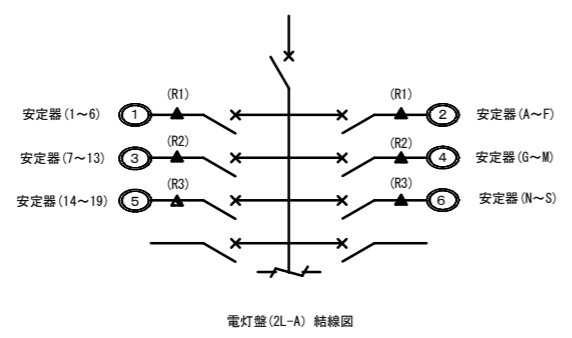 (R1) (R1)
安定器(1～6) 1 2 安定器(A～F)
(R2) (R2)
安定器(7～13) 3 4 安定器(G～M)
(R3) (R3)
安定器(14～19) 5 6 安定器(N～S)
電灯盤(2L-A) 結線図